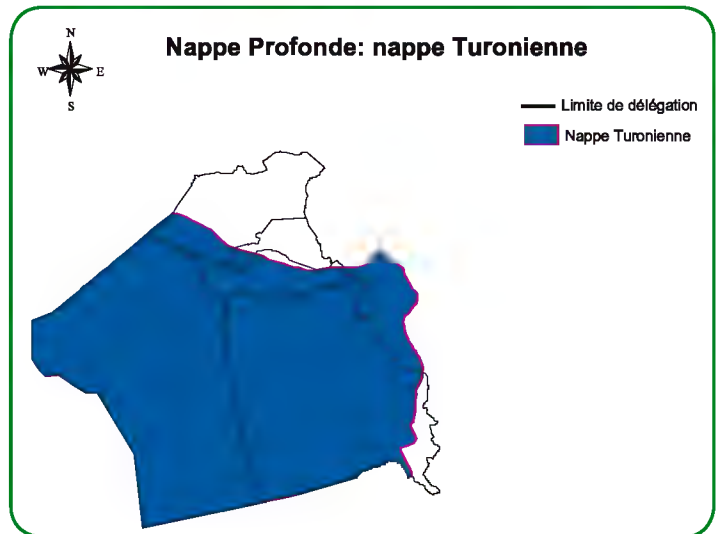 Nappe Profonde: nappe Turonienne
N
W E
S
Limite de délégation
Nappe Turonienne